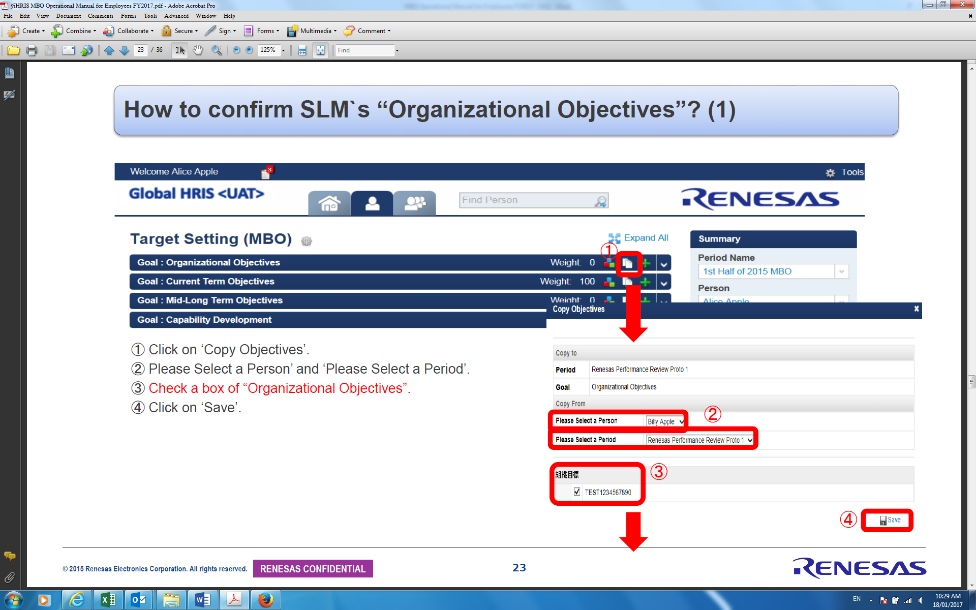 GHRIS MBO Operational Manual for Employees FY2017.pdf - Adobe Acrobat Pro
File Edit View Document Comments Forms Tools Advanced Window Help
Create Combine Collaborate Secure Sign Forms Multimedia Comment
23 / 36 125% Find
How to confirm SLM`s “Organizational Objectives”? (1)
Welcome Alice Apple 3 Tools
Global HRIS <UAT> Find Person RENESAS
Target Setting (MBO) Expand All Summary
①
Goal : Organizational Objectives Weight: 0 Period Name
Goal : Current Term Objectives Weight: 100 1st Half of 2015 MBO
Goal : Mid-Long Term Objectives Weight: 0 Person
Alice Apple
Goal : Capability Development
Copy Objectives x
① Click on ‘Copy Objectives’.
② Please Select a Person’ and ‘Please Select a Period’.
③ Check a box of “Organizational Objectives”.
④ Click on ‘Save’.
Copy to
Period Renesas Performance Review Proto 1
Goal Organizational Objectives
Copy From
Please Select a Person Billy Apple ②
Please Select a Period Renesas Performance Review Proto 1
組織目標 ③
TEST1234567890
④ Save
© 2015 Renesas Electronics Corporation. All rights reserved. RENESAS CONFIDENTIAL 23 RENESAS
EN 10:29 AM
18/01/2017